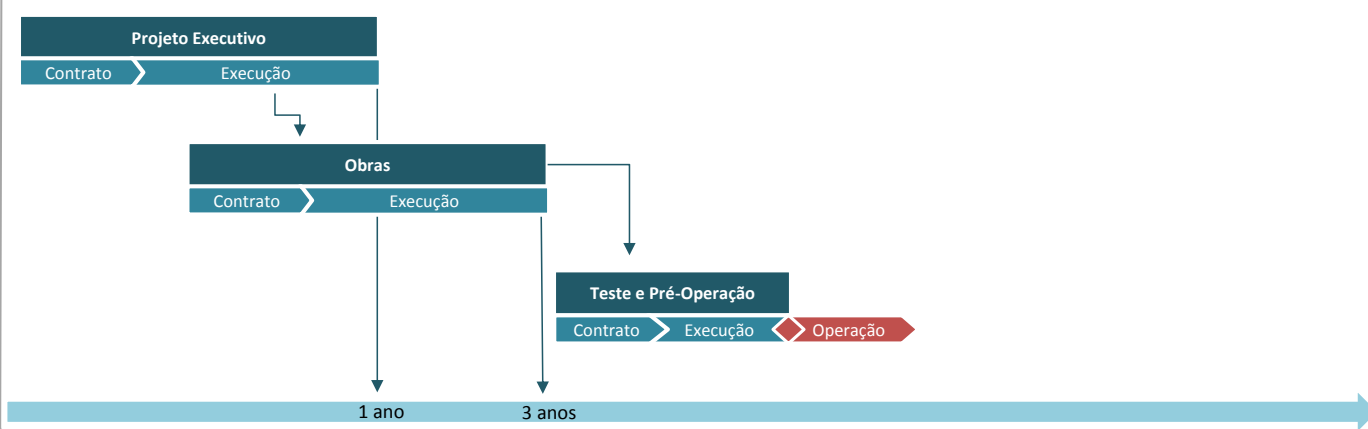 Projeto Executivo
Contrato
Execução
Obras
Contrato
Execução
Teste e Pré-Operação
Contrato
Execução
Operação
1 ano
3 anos